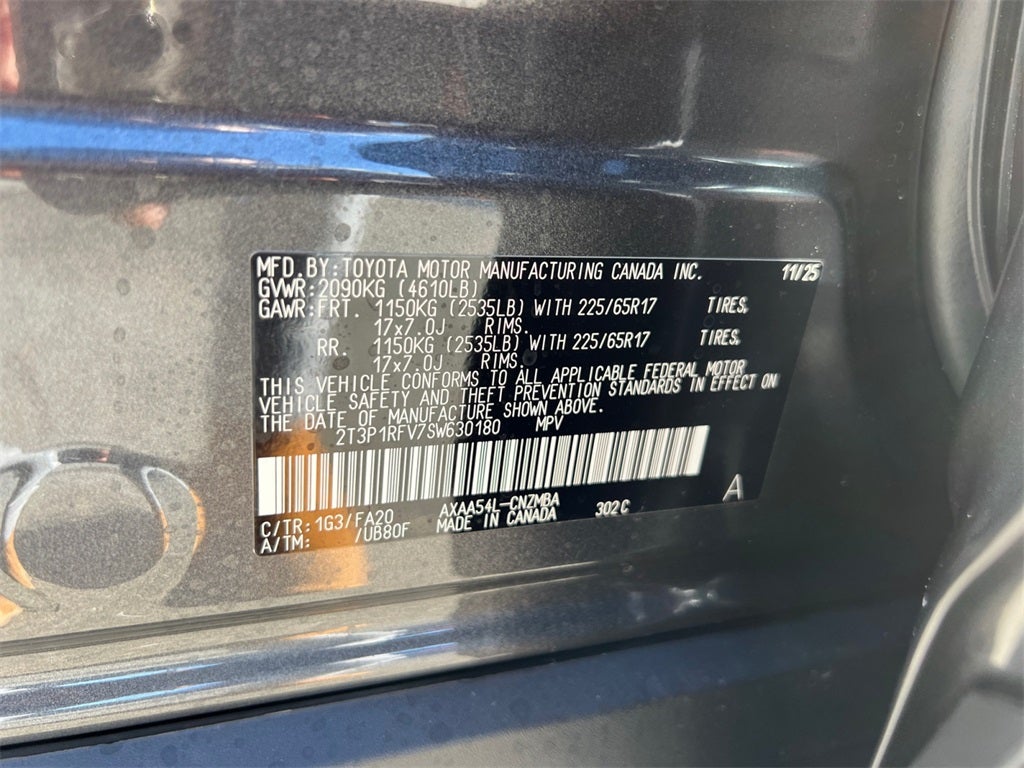 MFD.BY:TOYOTA MOTOR MANUFACTURING CANADA INC. 11/25
GVWR:2090KG (4610LB)
GAWR:FRT. 1150KG (2535LB) WITH 225/65R17 TIRES,
17x7.0J RIMS.
RR. 1150KG (2535LB) WITH 225/65R17 TIRES,
17x7.0J RIMS.
THIS VEHICLE CONFORMS TO ALL APPLICABLE FEDERAL MOTOR
VEHICLE SAFETY AND THEFT PREVENTION STANDARDS IN EFFECT ON
THE DATE OF MANUFACTURE SHOWN ABOVE.
2T3P1RFV7SW630180 MPV
A
C/TR:1G3/FA20 AXAA54L-CNZMBA 302C
A/TM: /UB80F MADE IN CANADA